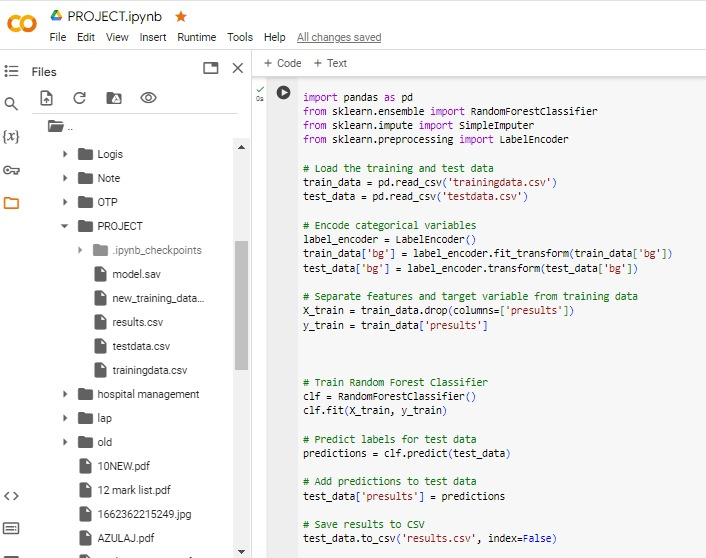 PROJECT.ipynb
File Edit View Insert Runtime Tools Help All changes saved
Files
+ Code + Text
..
Logis
Note
OTP
PROJECT
.ipynb_checkpoints
model.sav
new_training_data...
results.csv
testdata.csv
trainingdata.csv
hospital management
lap
old
10NEW.pdf
12 mark list.pdf
1662362215249.jpg
AZULAJ.pdf
{x}
<>
0s
import pandas as pd
from sklearn.ensemble import RandomForestClassifier
from sklearn.impute import SimpleImputer
from sklearn.preprocessing import LabelEncoder
# Load the training and test data
train_data = pd.read_csv('trainingdata.csv')
test_data = pd.read_csv('testdata.csv')
# Encode categorical variables
label_encoder = LabelEncoder()
train_data['bg'] = label_encoder.fit_transform(train_data['bg'])
test_data['bg'] = label_encoder.transform(test_data['bg'])
# Separate features and target variable from training data
X_train = train_data.drop(columns=['presults'])
y_train = train_data['presults']
# Train Random Forest Classifier
clf = RandomForestClassifier()
clf.fit(X_train, y_train)
# Predict labels for test data
predictions = clf.predict(test_data)
# Add predictions to test data
test_data['presults'] = predictions
# Save results to CSV
test_data.to_csv('results.csv', index=False)